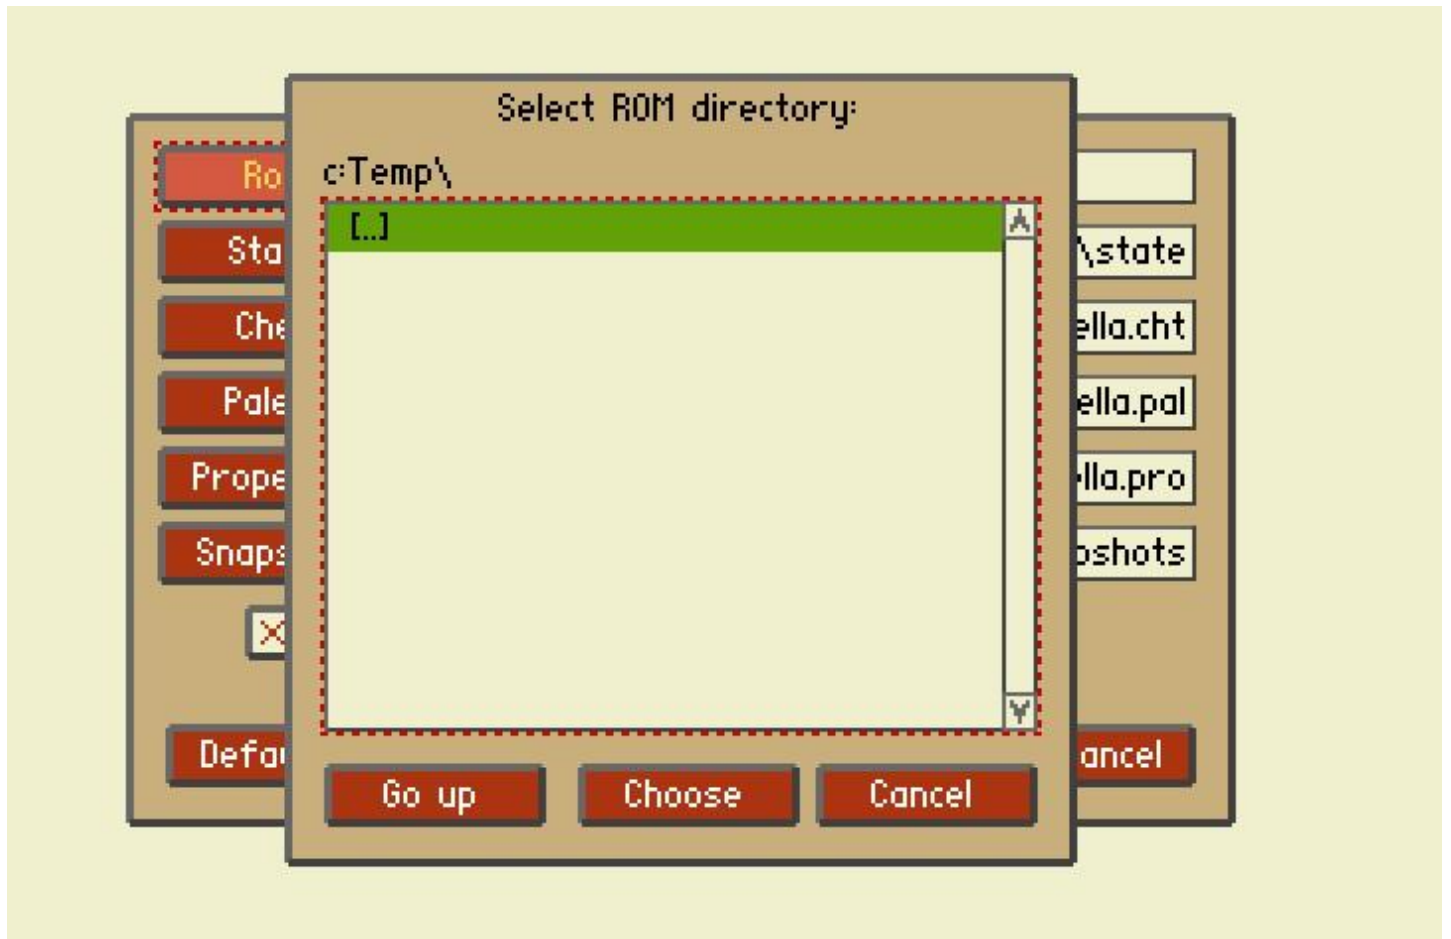 Select ROM directory:
c:Temp\
[..]
Go up
Choose
Cancel
Ro
Sta
Che
Pale
Prope
Snaps
Defau
\state
ella.cht
ella.pal
lla.pro
pshots
ancel